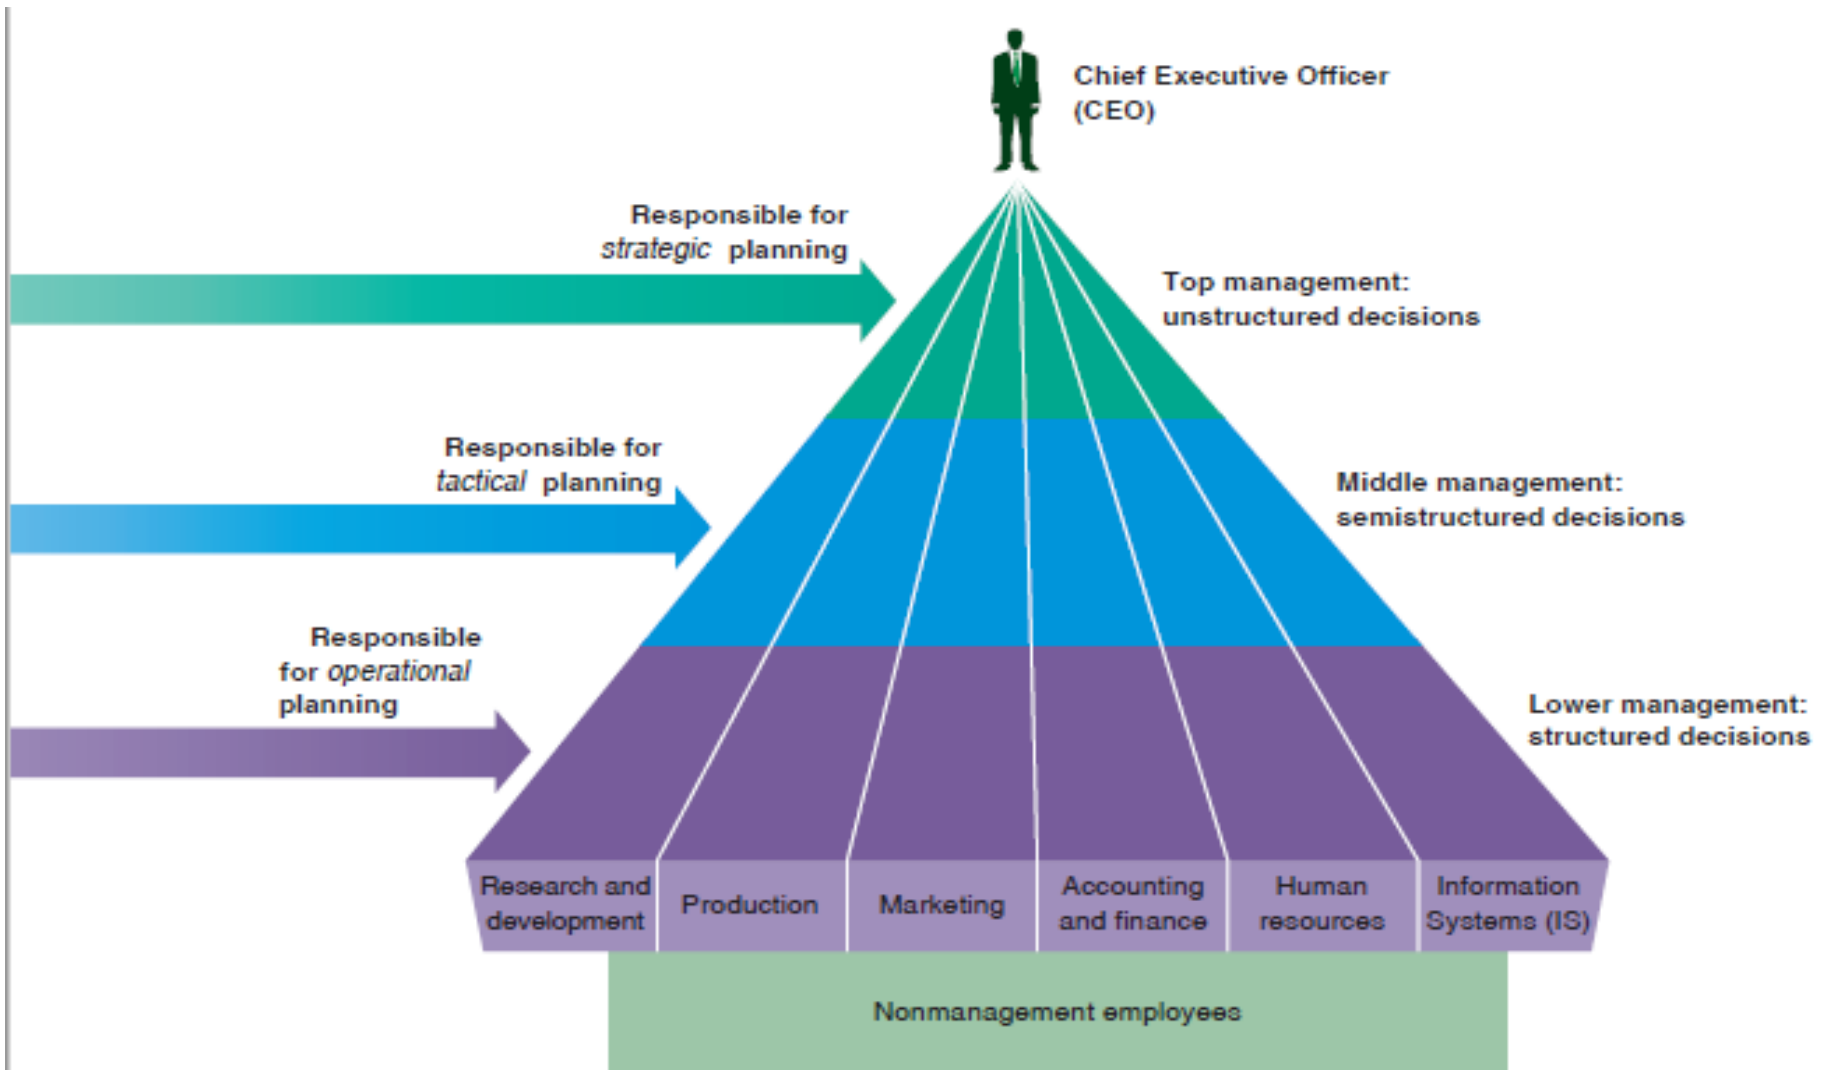 Chief Executive Officer
(CEO)
Responsible for
strategic planning
Top management:
unstructured decisions
Responsible for
tactical planning
Middle management:
semistructured decisions
Responsible
for operational
planning
Lower management:
structured decisions
Research and
development
Production
Marketing
Accounting
and finance
Human
resources
Information
Systems (IS)
Nonmanagement employees